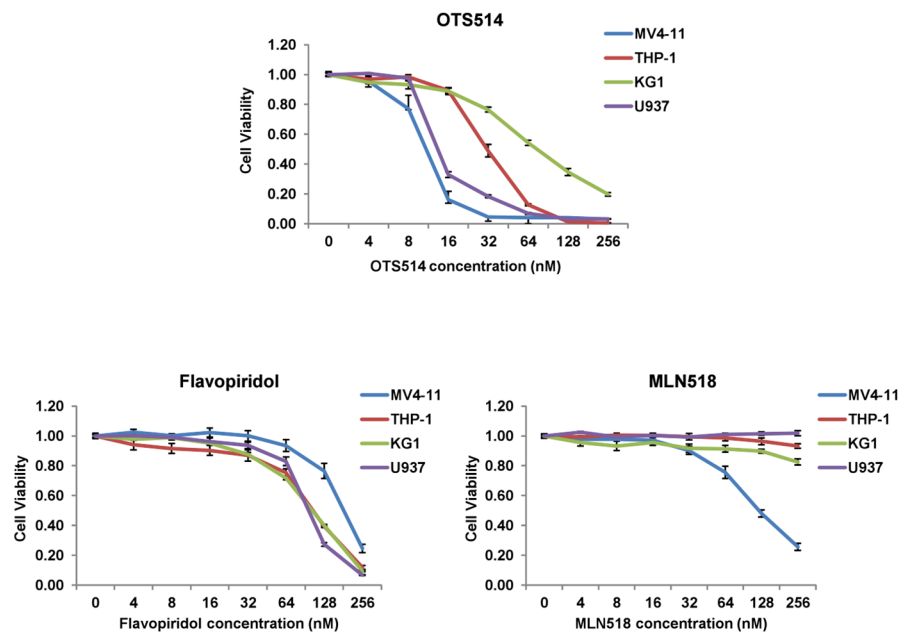 OTS514
MV4-11
THP-1
KG1
U937
1.20
1.00
0.80
0.60
0.40
0.20
0.00
Cell Viability
0 4 8 16 32 64 128 256
OTS514 concentration (nM)
Flavopiridol
MV4-11
THP-1
KG1
U937
1.20
1.00
0.80
0.60
0.40
0.20
0.00
Cell Viability
0 4 8 16 32 64 128 256
Flavopiridol concentration (nM)
MLN518
MV4-11
THP-1
KG1
U937
1.20
1.00
0.80
0.60
0.40
0.20
0.00
Cell Viability
0 4 8 16 32 64 128 256
MLN518 concentration (nM)